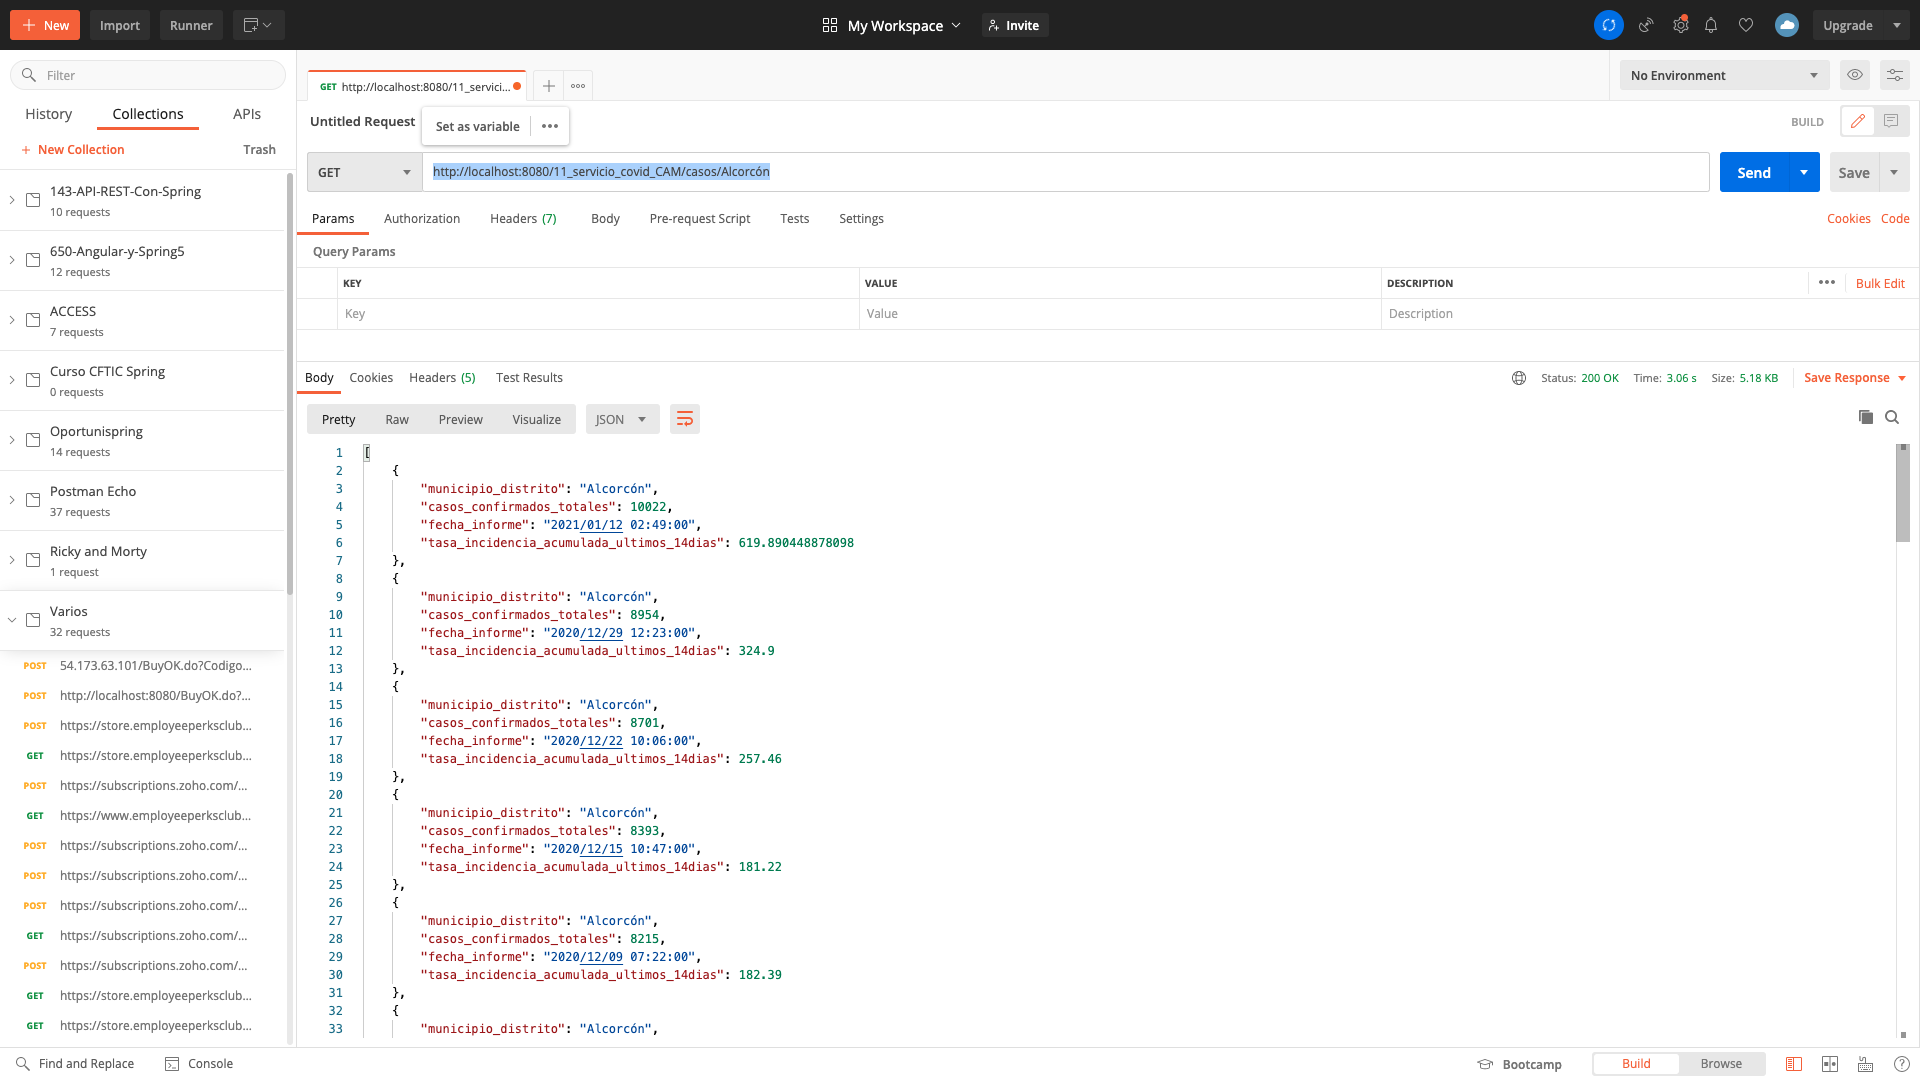 New
Import
Runner
My Workspace
Invite
Upgrade
Filter
History
Collections
APIs
New Collection
Trash
143-API-REST-Con-Spring
10 requests
650-Angular-y-Spring5
12 requests
ACCESS
7 requests
Curso CFTIC Spring
0 requests
Oportunispring
14 requests
Postman Echo
37 requests
Ricky and Morty
1 request
Varios
32 requests
POST 54.173.63.101/BuyOK.do?Codigo...
POST http://localhost:8080/BuyOK.do?...
POST https://store.employeeperksclub...
GET https://store.employeeperksclub...
POST https://subscriptions.zoho.com/...
GET https://www.employeeperksclub...
POST https://subscriptions.zoho.com/...
POST https://subscriptions.zoho.com/...
POST https://subscriptions.zoho.com/...
GET https://subscriptions.zoho.com/...
POST https://subscriptions.zoho.com/...
GET https://store.employeeperksclub...
GET https://store.employeeperksclub...
GET http://localhost:8080/11_servici...
No Environment
Untitled Request
Set as variable
BUILD
GET http://localhost:8080/11_servicio_covid_CAM/casos/Alcorcón
Send
Save
Params Authorization Headers (7) Body Pre-request Script Tests Settings
Cookies Code
Query Params
KEY VALUE DESCRIPTION
Bulk Edit
Key Value Description
Body Cookies Headers (5) Test Results
Status: 200 OK Time: 3.06 s Size: 5.18 KB
Save Response
Pretty Raw Preview Visualize JSON
1 [
2 {
3 "municipio_distrito": "Alcorcón",
4 "casos_confirmados_totales": 10022,
5 "fecha_informe": "2021/01/12 02:49:00",
6 "tasa_incidencia_acumulada_ultimos_14dias": 619.890448878098
7 },
8 {
9 "municipio_distrito": "Alcorcón",
10 "casos_confirmados_totales": 8954,
11 "fecha_informe": "2020/12/29 12:23:00",
12 "tasa_incidencia_acumulada_ultimos_14dias": 324.9
13 },
14 {
15 "municipio_distrito": "Alcorcón",
16 "casos_confirmados_totales": 8701,
17 "fecha_informe": "2020/12/22 10:06:00",
18 "tasa_incidencia_acumulada_ultimos_14dias": 257.46
19 },
20 {
21 "municipio_distrito": "Alcorcón",
22 "casos_confirmados_totales": 8393,
23 "fecha_informe": "2020/12/15 10:47:00",
24 "tasa_incidencia_acumulada_ultimos_14dias": 181.22
25 },
26 {
27 "municipio_distrito": "Alcorcón",
28 "casos_confirmados_totales": 8215,
29 "fecha_informe": "2020/12/09 07:22:00",
30 "tasa_incidencia_acumulada_ultimos_14dias": 182.39
31 },
32 {
33 "municipio_distrito": "Alcorcón",
Find and Replace
Console
Bootcamp
Build
Browse